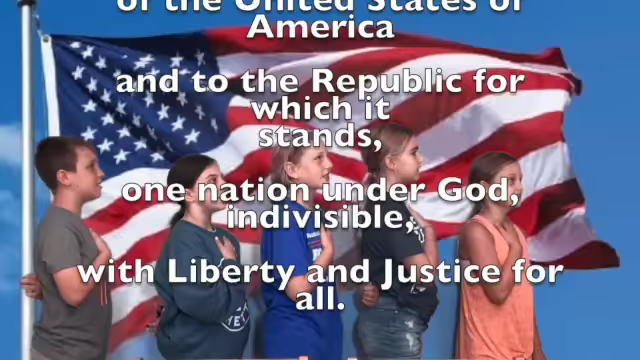 of the United States of
America
and to the Republic for
which it
stands,
one nation under God,
indivisible,
with Liberty and Justice for
all.